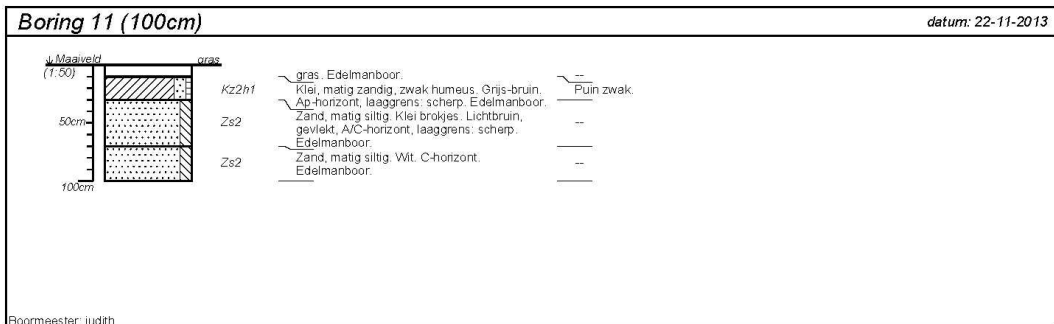 Boring 11 (100cm)
datum: 22-11-2013
↓ Maaiveld
gras
(1:50)
gras. Edelmanboor.
--
Kz2h1
Klei, matig zandig, zwak humeus. Grijs-bruin.
Puin zwak.
Ap-horizont, laaggrens: scherp. Edelmanboor.
50cm
Zs2
Zand, matig siltig. Klei brokjes. Lichtbruin,
gevlekt, A/C-horizont, laaggrens: scherp.
--
Edelmanboor.
Zs2
Zand, matig siltig. Wit. C-horizont.
Edelmanboor.
--
100cm
Boormeester: judith